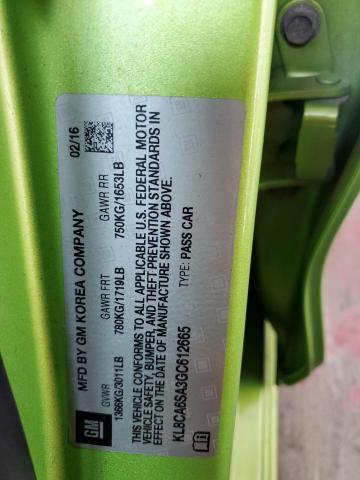 MFD BY GM KOREA COMPANY 02/16
GVWR GAWR FRT GAWR RR
1366KG/3011LB 780KG/1719LB 750KG/1653LB
THIS VEHICLE CONFORMS TO ALL APPLICABLE U.S. FEDERAL MOTOR
VEHICLE SAFETY, BUMPER, AND THEFT PREVENTION STANDARDS IN
EFFECT ON THE DATE OF MANUFACTURE SHOWN ABOVE.
KL8CA6SA3GC612665 TYPE: PASS CAR
GM